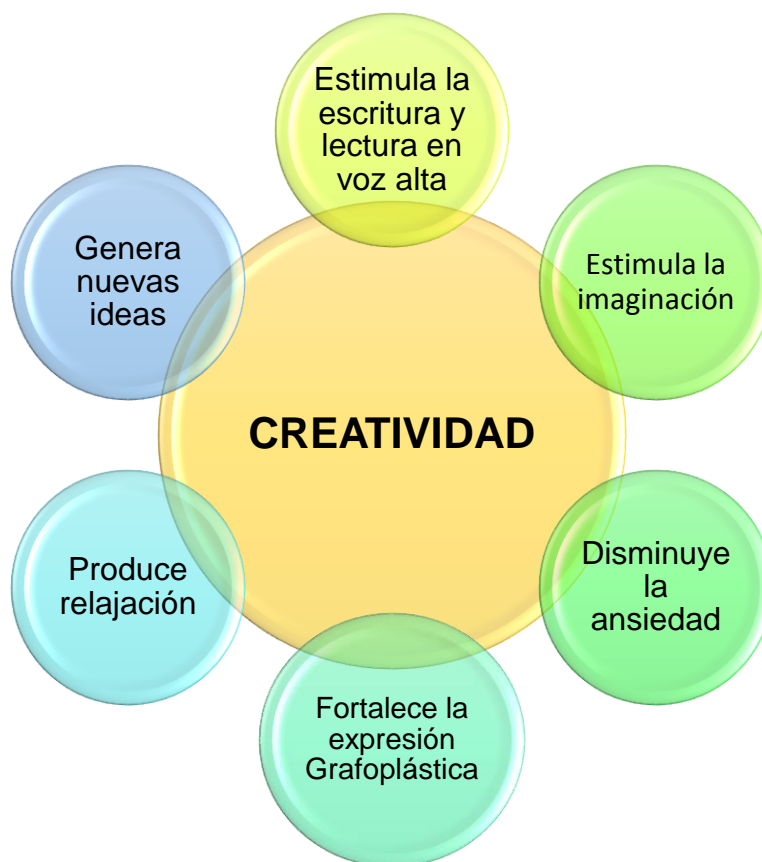 Estimula la
escritura y
lectura en
voz alta
Estimula la
imaginación
Disminuye
la
ansiedad
Fortalece la
expresión
Grafoplástica
Produce
relajación
Genera
nuevas
ideas
CREATIVIDAD